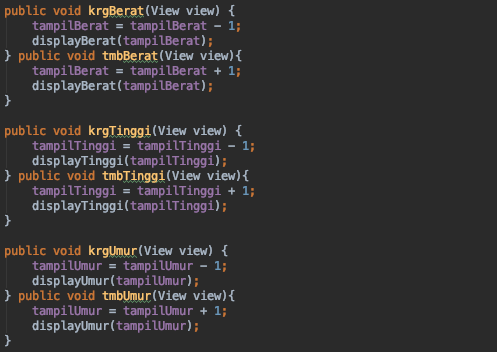 public void krgBerat(View view) {
    tampilBerat = tampilBerat - 1;
    displayBerat(tampilBerat);
} public void tmbBerat(View view){
    tampilBerat = tampilBerat + 1;
    displayBerat(tampilBerat);
}

public void krgTinggi(View view) {
    tampilTinggi = tampilTinggi - 1;
    displayTinggi(tampilTinggi);
} public void tmbTinggi(View view){
    tampilTinggi = tampilTinggi + 1;
    displayTinggi(tampilTinggi);
}

public void krgUmur(View view) {
    tampilUmur = tampilUmur - 1;
    displayUmur(tampilUmur);
} public void tmbUmur(View view){
    tampilUmur = tampilUmur + 1;
    displayUmur(tampilUmur);
}